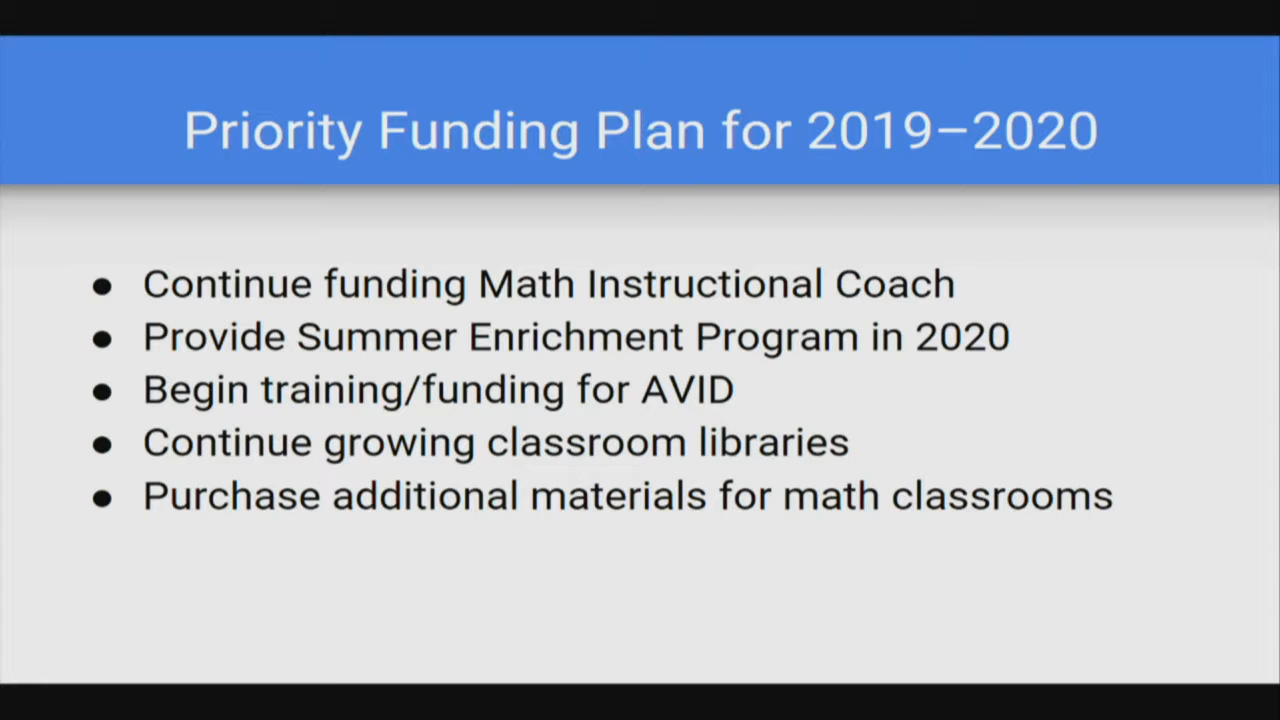 Priority Funding Plan for 2019–2020
● Continue funding Math Instructional Coach
● Provide Summer Enrichment Program in 2020
● Begin training/funding for AVID
● Continue growing classroom libraries
● Purchase additional materials for math classrooms